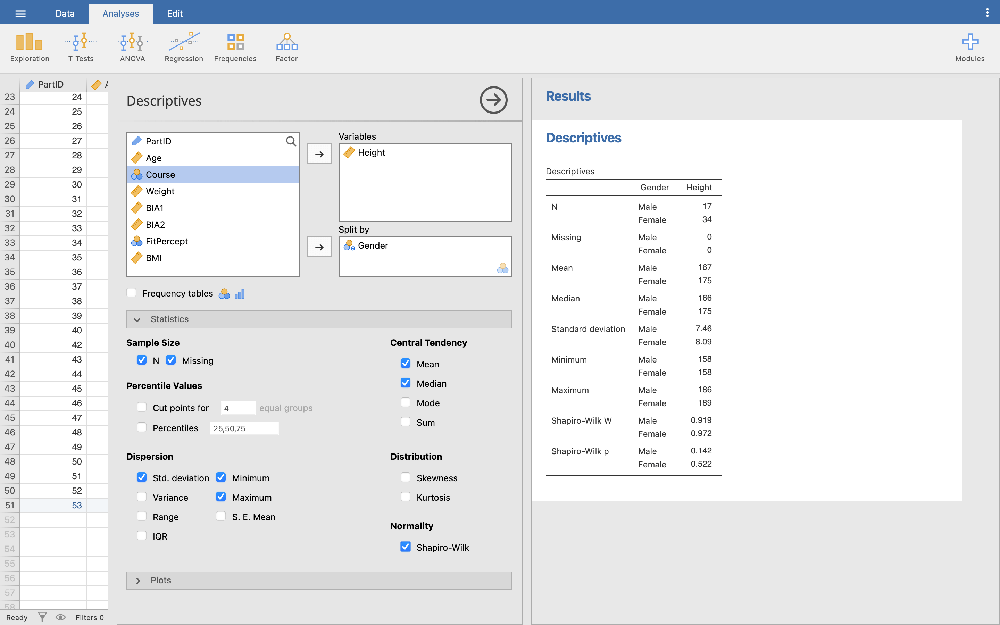 Data Analyses Edit
Exploration T-Tests ANOVA Regression Frequencies Factor Modules
PartID A
23 24
24 25
25 26
26 27
27 28
28 29
29 30
30 31
31 32
32 33
33 34
34 35
35 36
36 37
37 38
38 39
39 40
40 42
41 43
42 44
43 45
44 46
45 47
46 48
47 49
48 50
49 51
50 52
51 53
52
53
54
55
56
57
58
Ready Filters 0
Descriptives
PartID
Age
Course
Weight
BIA1
BIA2
FitPercept
BMI
Variables
Height
Split by
a Gender
Frequency tables
Statistics
Sample Size
N Missing
Percentile Values
Cut points for 4 equal groups
Percentiles 25,50,75
Dispersion
Std. deviation Minimum
Variance Maximum
Range S. E. Mean
IQR
Central Tendency
Mean
Median
Mode
Sum
Distribution
Skewness
Kurtosis
Normality
Shapiro-Wilk
Plots
Results
Descriptives
Descriptives
Gender Height
N Male 17
Female 34
Missing Male 0
Female 0
Mean Male 167
Female 175
Median Male 166
Female 175
Standard deviation Male 7.46
Female 8.09
Minimum Male 158
Female 158
Maximum Male 186
Female 189
Shapiro-Wilk W Male 0.919
Female 0.972
Shapiro-Wilk p Male 0.142
Female 0.522